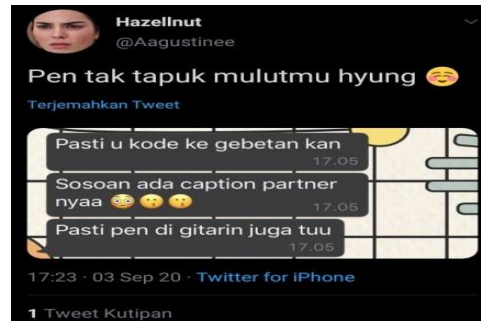 Hazellnut
@Aagustinee
Pen tak tapuk mulutmu hyung ☺️
Terjemahkan Tweet
Pasti u kode ke gebetan kan
17.05
Sosoan ada caption partner
nyaa 😳😗😗
17.05
Pasti pen di gitarin juga tuu
17.05
17:23 · 03 Sep 20 · Twitter for iPhone
1 Tweet Kutipan